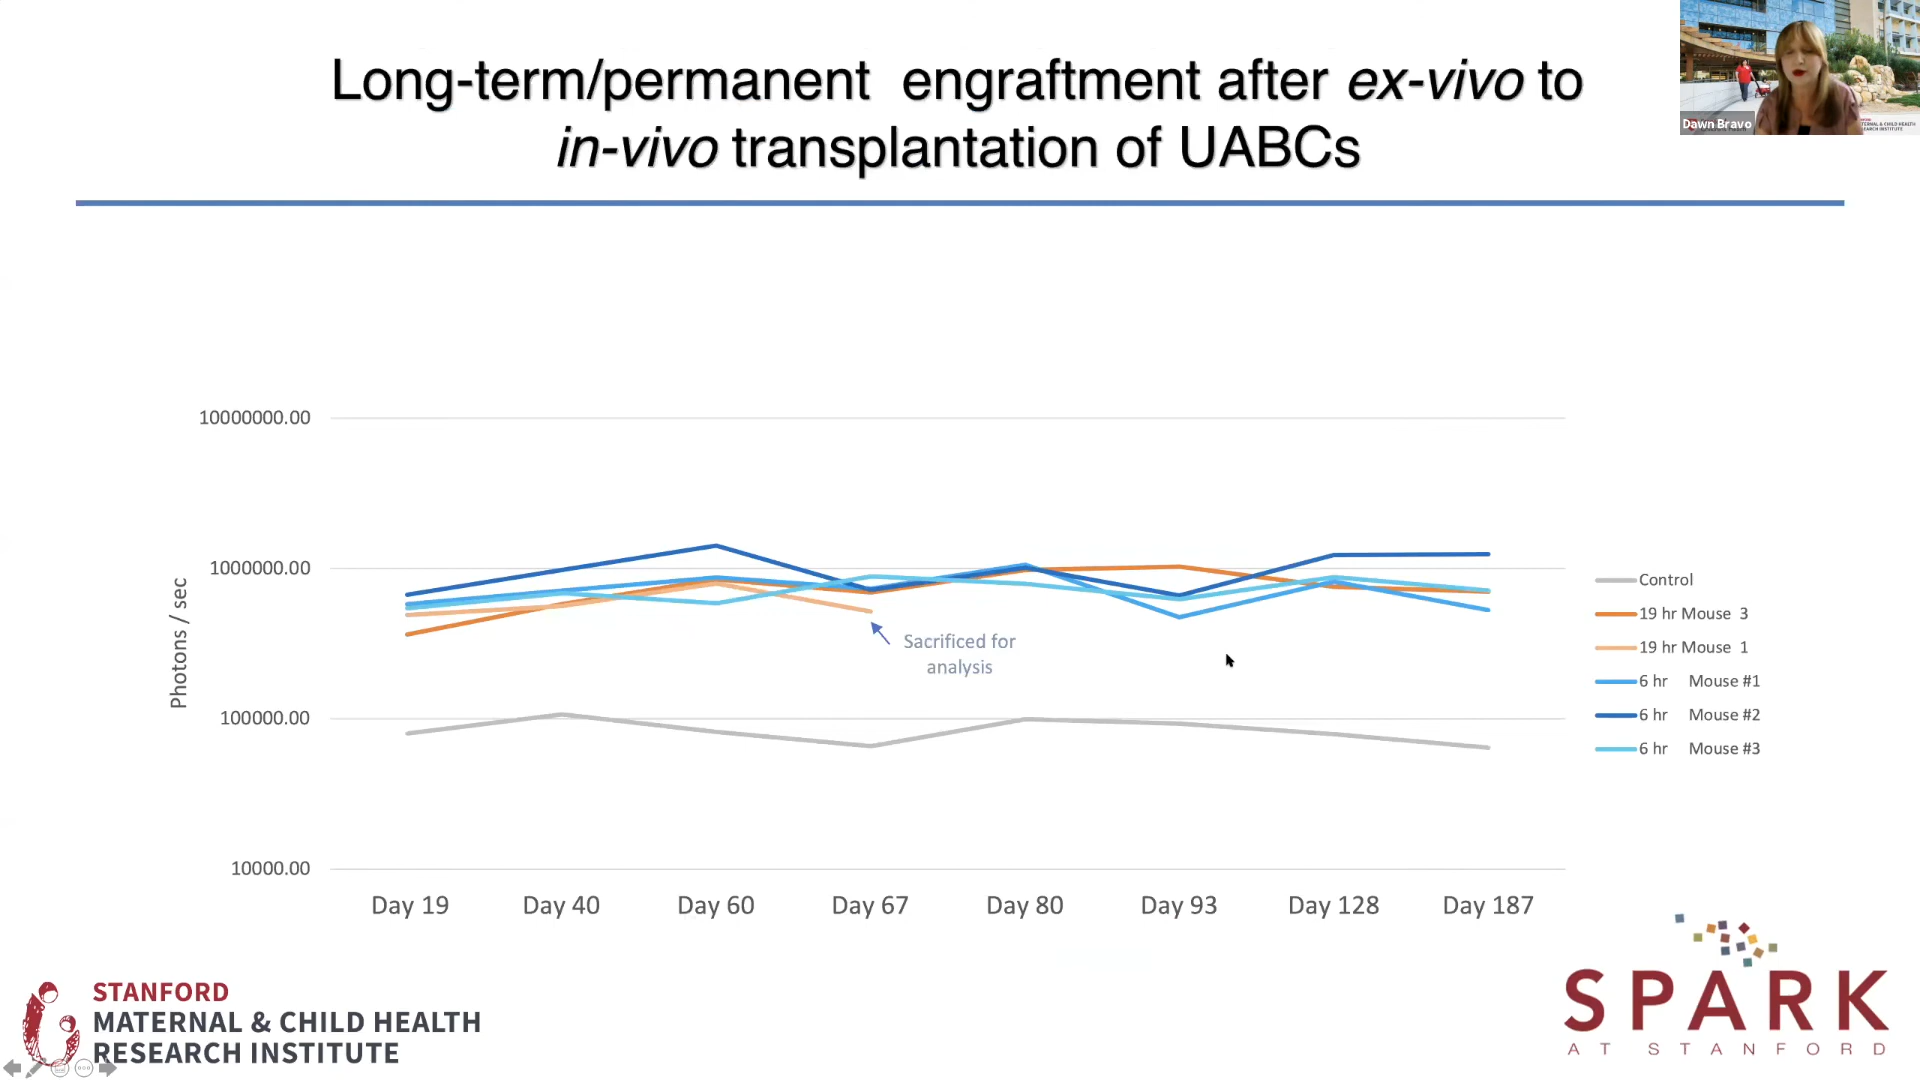 Long-term/permanent engraftment after ex-vivo to
in-vivo transplantation of UABCs
Dawn Bravo
10000000.00
1000000.00
100000.00
10000.00
Photons / sec
Sacrificed for
analysis
Day 19
Day 40
Day 60
Day 67
Day 80
Day 93
Day 128
Day 187
Control
19 hr Mouse 3
19 hr Mouse 1
6 hr Mouse #1
6 hr Mouse #2
6 hr Mouse #3
STANFORD
MATERNAL & CHILD HEALTH
RESEARCH INSTITUTE
SPARK
AT STANFORD